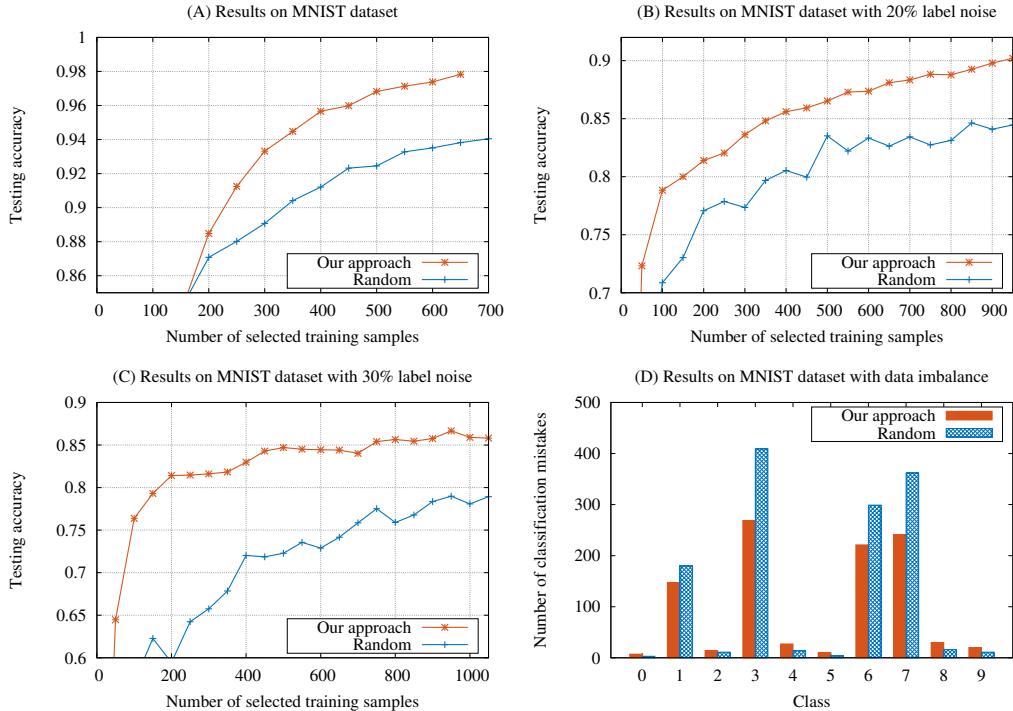 (A) Results on MNIST dataset
1
0.98
0.96
0.94
0.92
0.9
0.88
0.86
Testing accuracy
Our approach
Random
0 100 200 300 400 500 600 700
Number of selected training samples
(B) Results on MNIST dataset with 20% label noise
0.9
0.85
0.8
0.75
0.7
Testing accuracy
Our approach
Random
0 100 200 300 400 500 600 700 800 900
Number of selected training samples
(C) Results on MNIST dataset with 30% label noise
0.9
0.85
0.8
0.75
0.7
0.65
0.6
Testing accuracy
Our approach
Random
0 200 400 600 800 1000
Number of selected training samples
(D) Results on MNIST dataset with data imbalance
500
400
300
200
100
0
Number of classification mistakes
Our approach
Random
0 1 2 3 4 5 6 7 8 9
Class